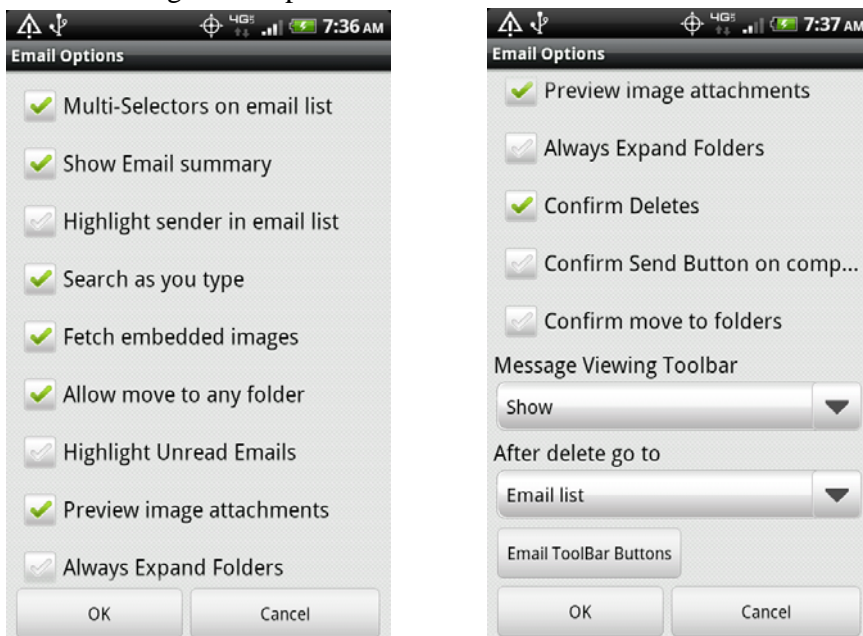 4G 7:36 AM
Email Options
Multi-Selectors on email list
Show Email summary
Highlight sender in email list
Search as you type
Fetch embedded images
Allow move to any folder
Highlight Unread Emails
Preview image attachments
Always Expand Folders
OK Cancel
4G 7:37 AM
Email Options
Preview image attachments
Always Expand Folders
Confirm Deletes
Confirm Send Button on comp...
Confirm move to folders
Message Viewing Toolbar
Show
After delete go to
Email list
Email ToolBar Buttons
OK Cancel